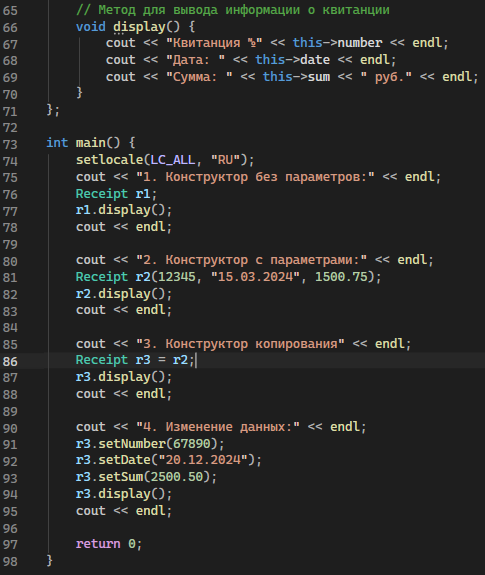 65 // Метод для вывода информации о квитанции
66 void display() {
67 cout << "Квитанция №" << this->number << endl;
68 cout << "Дата: " << this->date << endl;
69 cout << "Сумма: " << this->sum << " руб." << endl;
70 }
71 };
72
73 int main() {
74 setlocale(LC_ALL, "RU");
75 cout << "1. Конструктор без параметров:" << endl;
76 Receipt r1;
77 r1.display();
78 cout << endl;
79
80 cout << "2. Конструктор с параметрами:" << endl;
81 Receipt r2(12345, "15.03.2024", 1500.75);
82 r2.display();
83 cout << endl;
84
85 cout << "3. Конструктор копирования" << endl;
86 Receipt r3 = r2;
87 r3.display();
88 cout << endl;
89
90 cout << "4. Изменение данных:" << endl;
91 r3.setNumber(67890);
92 r3.setDate("20.12.2024");
93 r3.setSum(2500.50);
94 r3.display();
95 cout << endl;
96
97 return 0;
98 }